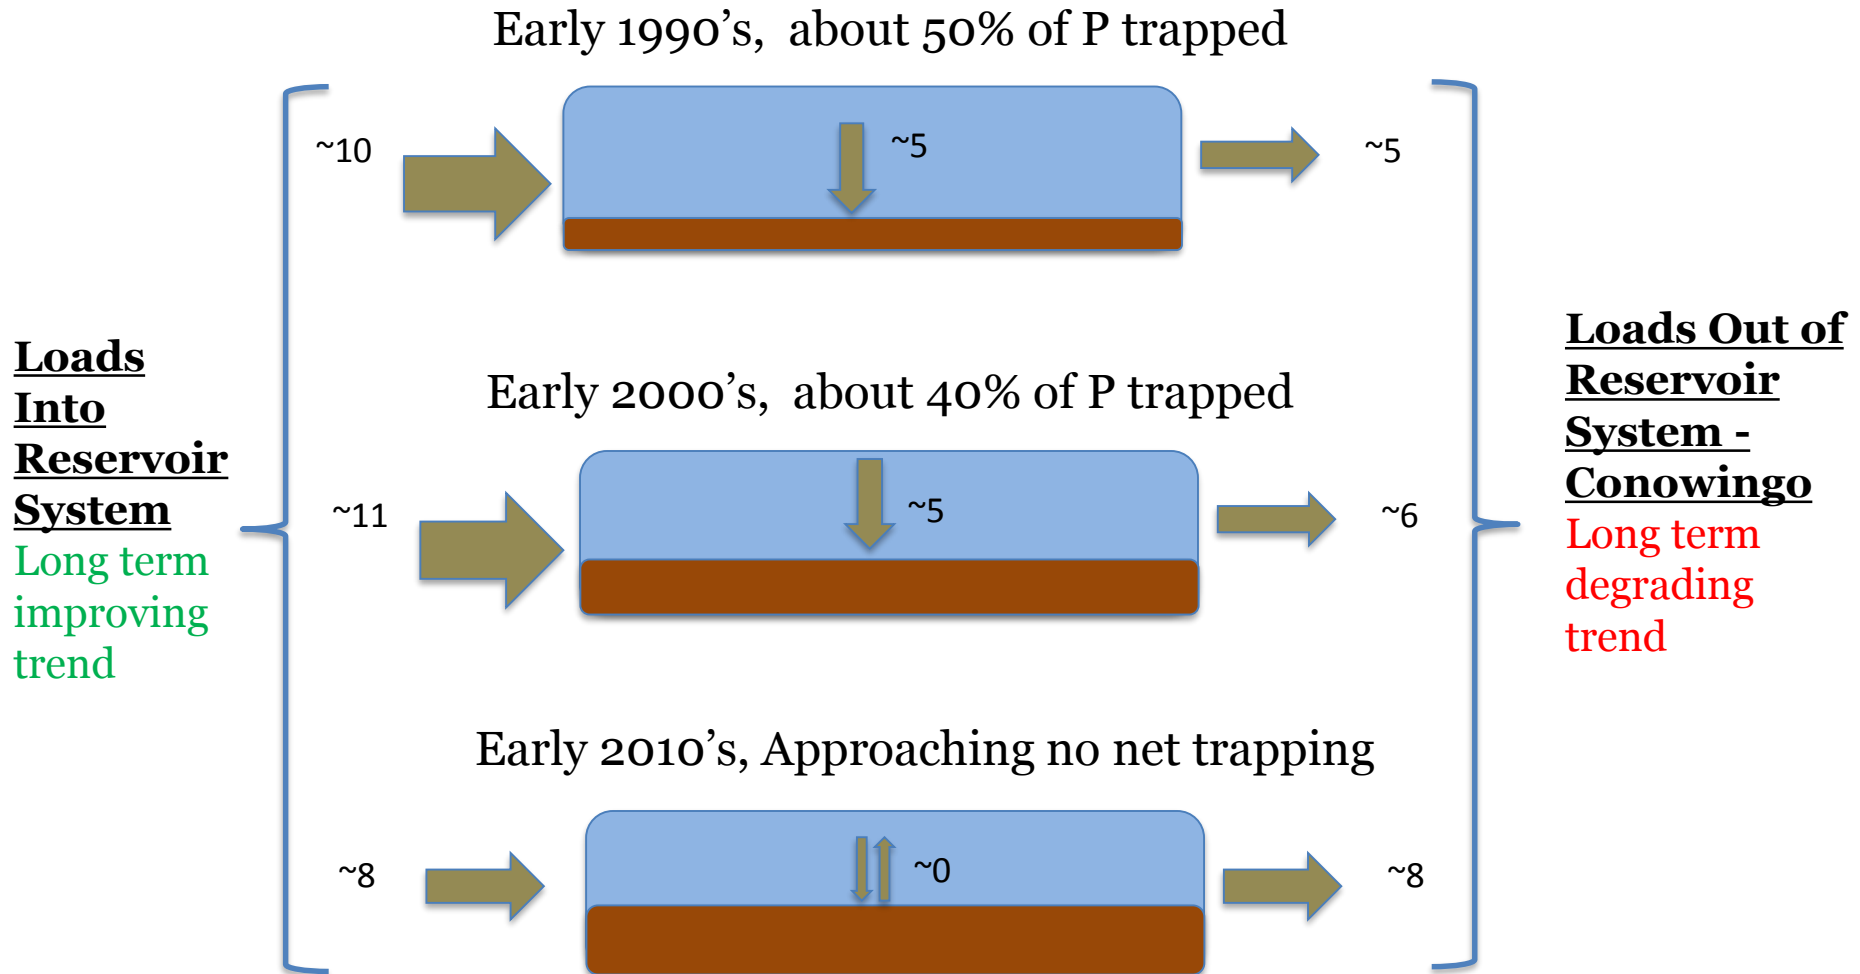 Early 1990’s,  about 50% of P trapped
~10
~5
~5
Loads
Into
Reservoir
System
Long term
improving
trend
Early 2000’s,  about 40% of P trapped
~11
~5
~6
Loads Out of
Reservoir
System -
Conowingo
Long term
degrading
trend
Early 2010’s, Approaching no net trapping
~8
~0
~8